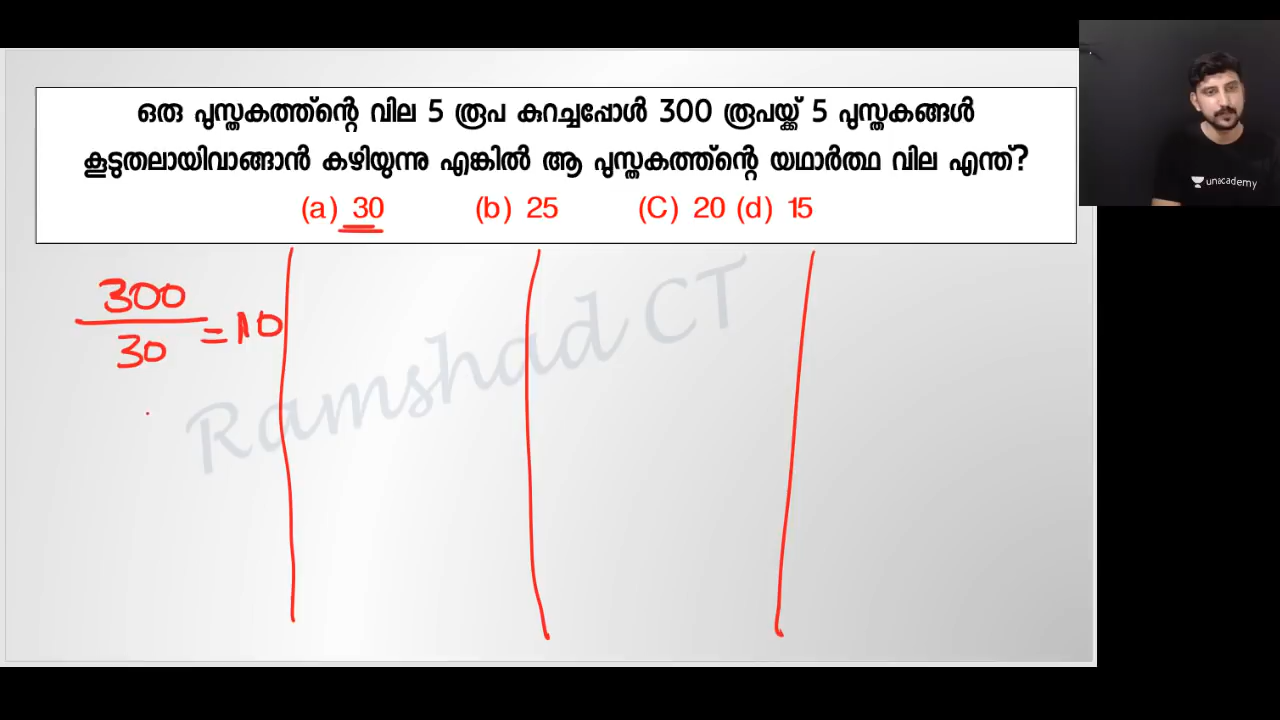 ഒരു പുസ്തകത്ത്ന്റെ വില 5 രൂപ കുറച്ചപ്പോൾ 300 രൂപയ്ക്ക് 5 പുസ്തകങ്ങൾ
കൂടുതലായിവാങ്ങാൻ കഴിയുന്നു എങ്കിൽ ആ പുസ്തകത്ത്ന്റെ യഥാർത്ഥ വില എന്ത്?
(a) 30 (b) 25 (C) 20 (d) 15
300
30
=10
Ramshad CT
unacademy